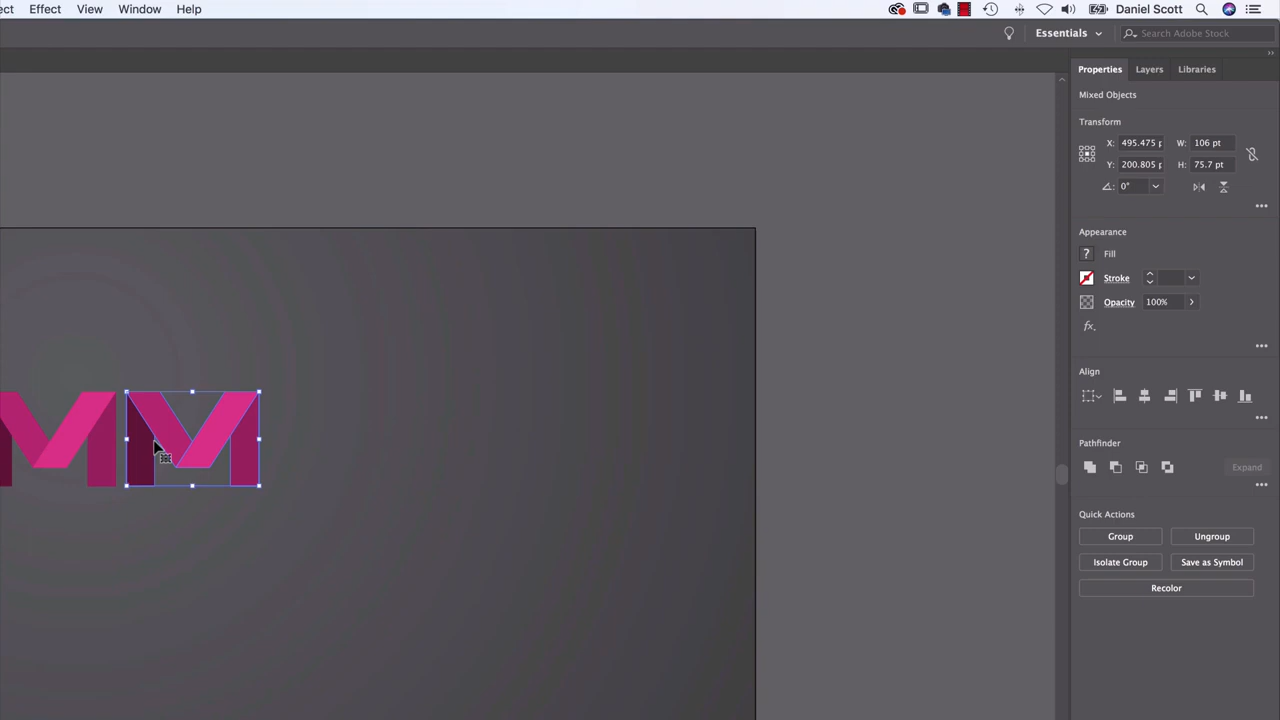 ect Effect View Window Help Daniel Scott
Essentials Search Adobe Stock
Properties Layers Libraries
Mixed Objects
Transform
X: 495.475 p W: 106 pt
Y: 200.805 p H: 75.7 pt
0°
Appearance
? Fill
Stroke
Opacity 100%
fx.
Align
Pathfinder
Expand
Quick Actions
Group Ungroup
Isolate Group Save as Symbol
Recolor
M M